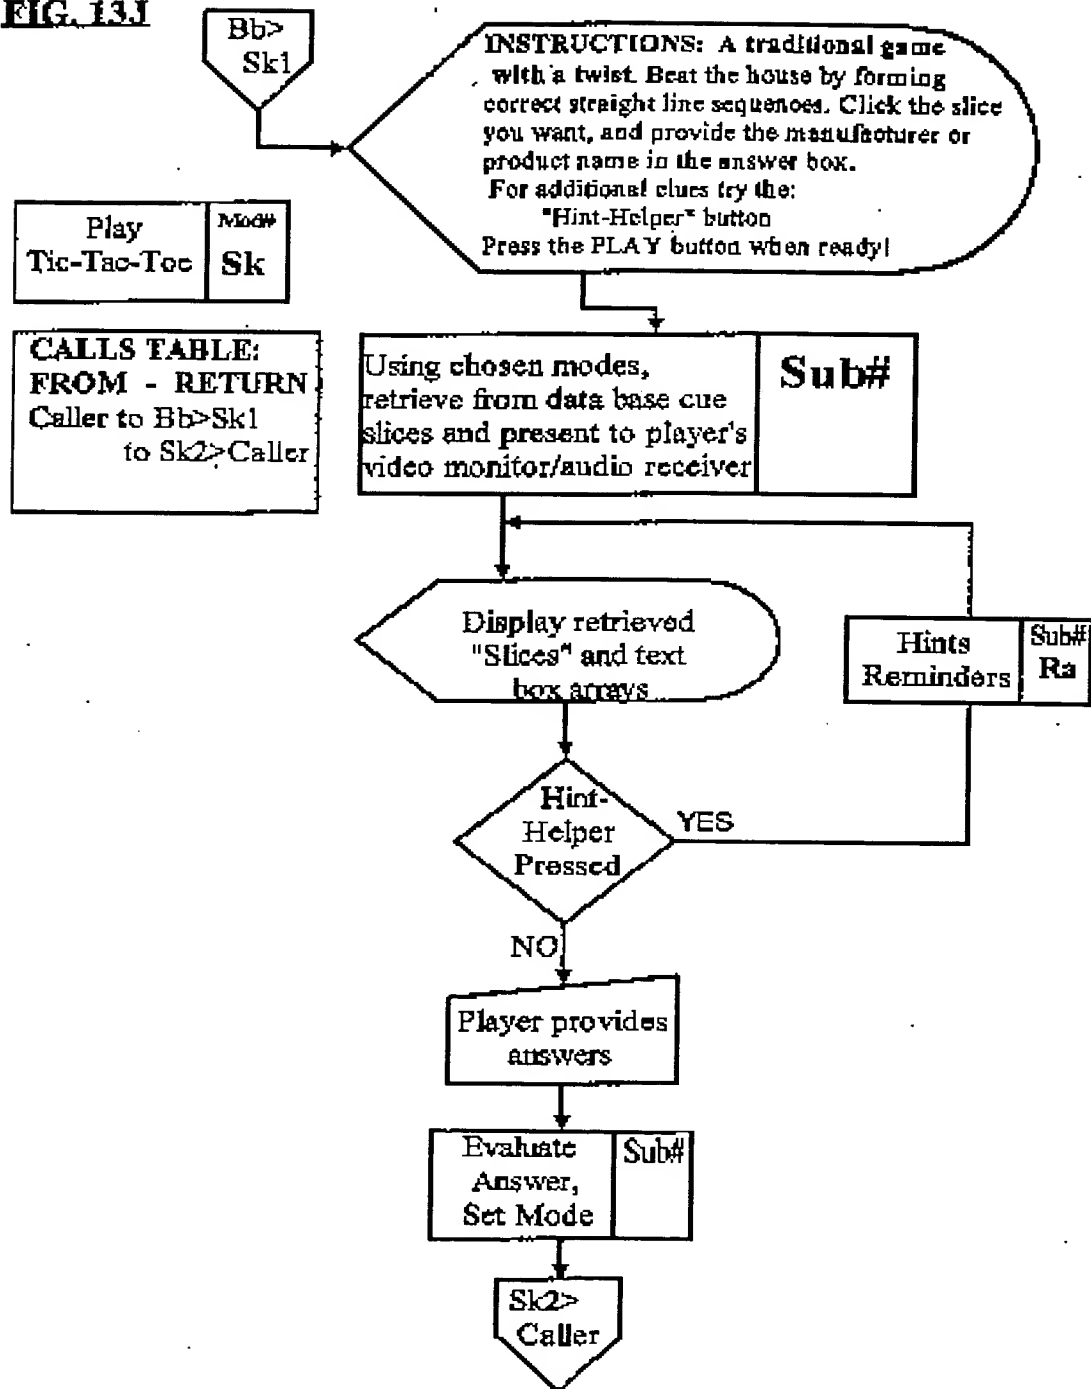 FIG. 13J
Bb>
Sk1
INSTRUCTIONS: A traditional game
with a twist. Beat the house by forming
correct straight line sequences. Click the slice
you want, and provide the manufacturer or
product name in the answer box.
For additional clues try the:
"Hint-Helper" button
Press the PLAY button when ready!
Play
Tic-Tac-Toe
Mod#
Sk
CALLS TABLE:
FROM - RETURN
Caller to Bb>Sk1
to Sk2>Caller
Using chosen modes,
retrieve from data base cue
slices and present to player's
video monitor/audio receiver
Sub#
Display retrieved
"Slices" and text
box arrays
Hints
Reminders
Sub#
Ra
Hint-
Helper
Pressed
YES
NO
Player provides
answers
Evaluate
Answer,
Set Mode
Sub#
Sk2>
Caller